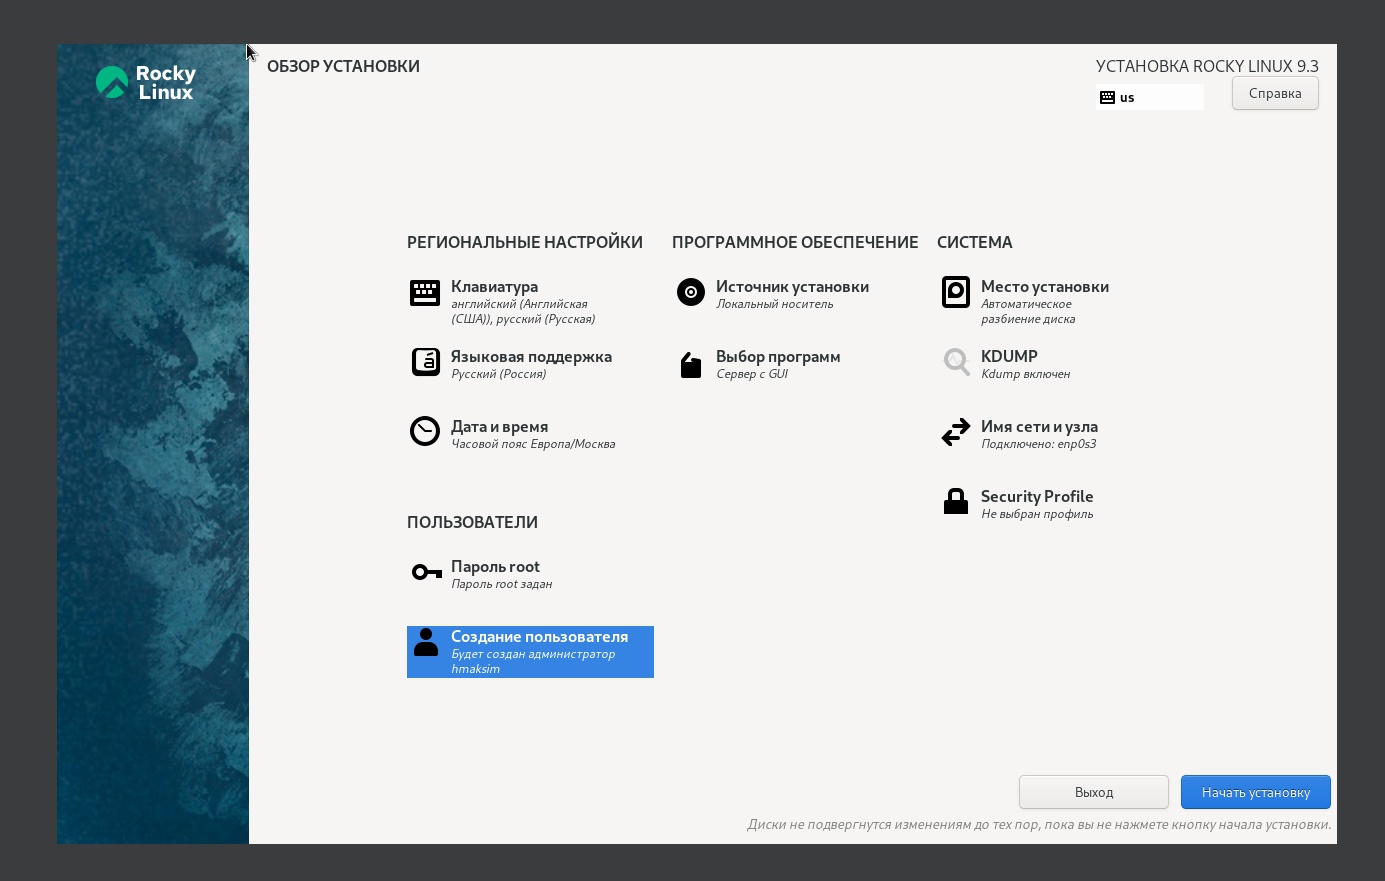 Rocky
Linux
ОБЗОР УСТАНОВКИ
УСТАНОВКА ROCKY LINUX 9.3
us
Справка
РЕГИОНАЛЬНЫЕ НАСТРОЙКИ
Клавиатура
английский (Английская
(США)), русский (Русская)
Языковая поддержка
Русский (Россия)
Дата и время
Часовой пояс Европа/Москва
ПРОГРАММНОЕ ОБЕСПЕЧЕНИЕ
Источник установки
Локальный носитель
Выбор программ
Сервер с GUI
СИСТЕМА
Место установки
Автоматическое
разбиение диска
KDUMP
Kdump включен
Имя сети и узла
Подключено: enp0s3
Security Profile
Не выбран профиль
ПОЛЬЗОВАТЕЛИ
Пароль root
Пароль root задан
Создание пользователя
Будет создан администратор
hmaksim
Выход
Начать установку
Диски не подвергнутся изменениям до тех пор, пока вы не нажмете кнопку начала установки.